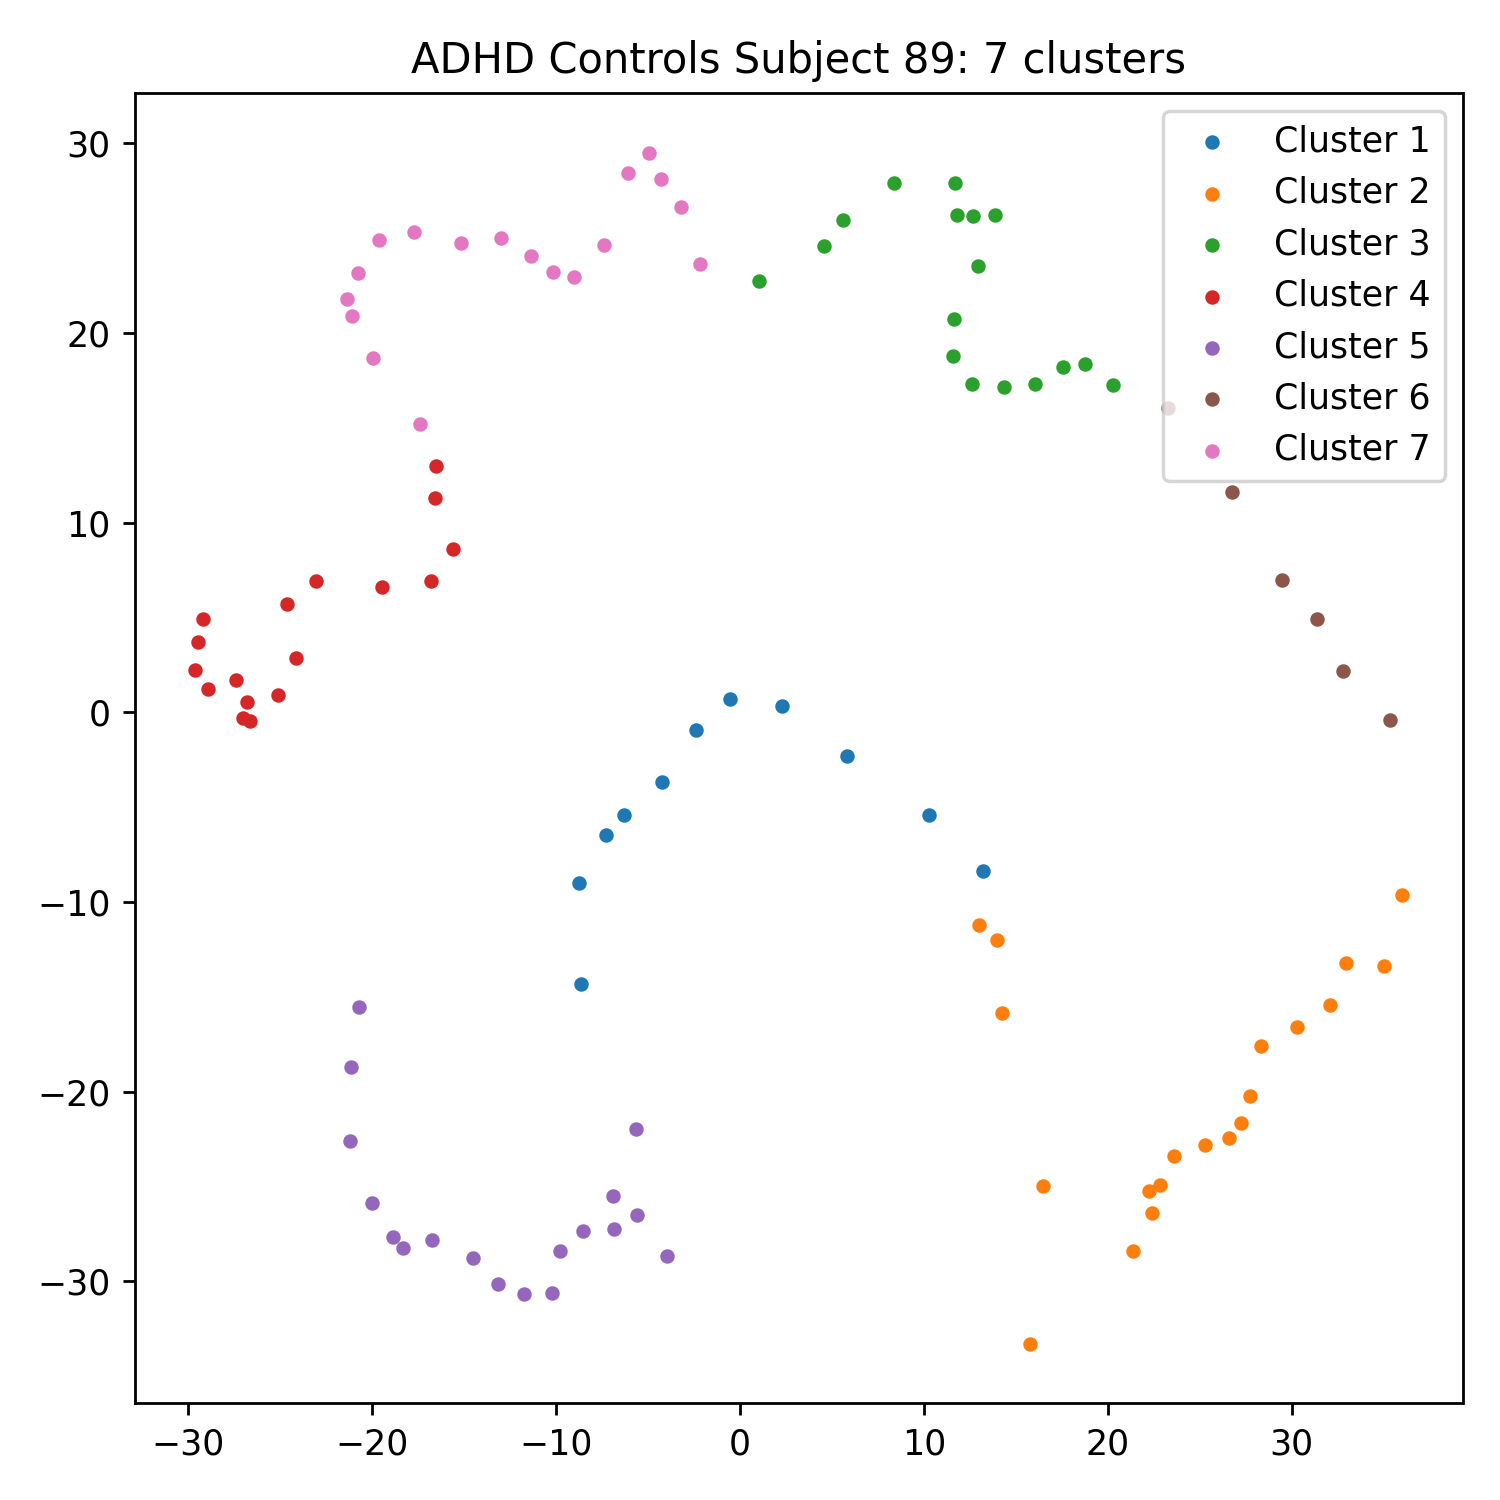 ADHD Controls Subject 89: 7 clusters
30
20
10
0
−10
−20
−30
−30
−20
−10
0
10
20
30
Cluster 1
Cluster 2
Cluster 3
Cluster 4
Cluster 5
Cluster 6
Cluster 7